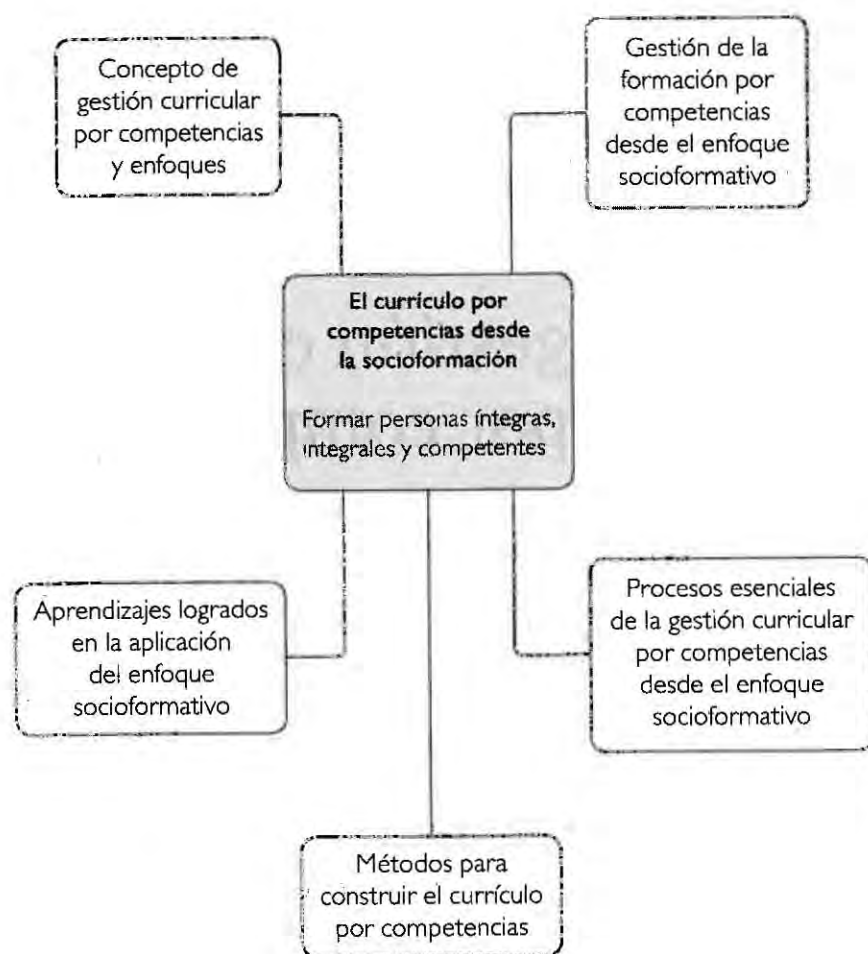 Concepto de
gestión curricular
por competencias
y enfoques
Gestión de la
formación por
competencias
desde el enfoque
socioformativo
El currículo por
competencias desde
la socioformación
Formar personas íntegras,
integrales y competentes
Aprendizajes logrados
en la aplicación
del enfoque
socioformativo
Procesos esenciales
de la gestión curricular
por competencias
desde el enfoque
socioformativo
Métodos para
construir el currículo
por competencias